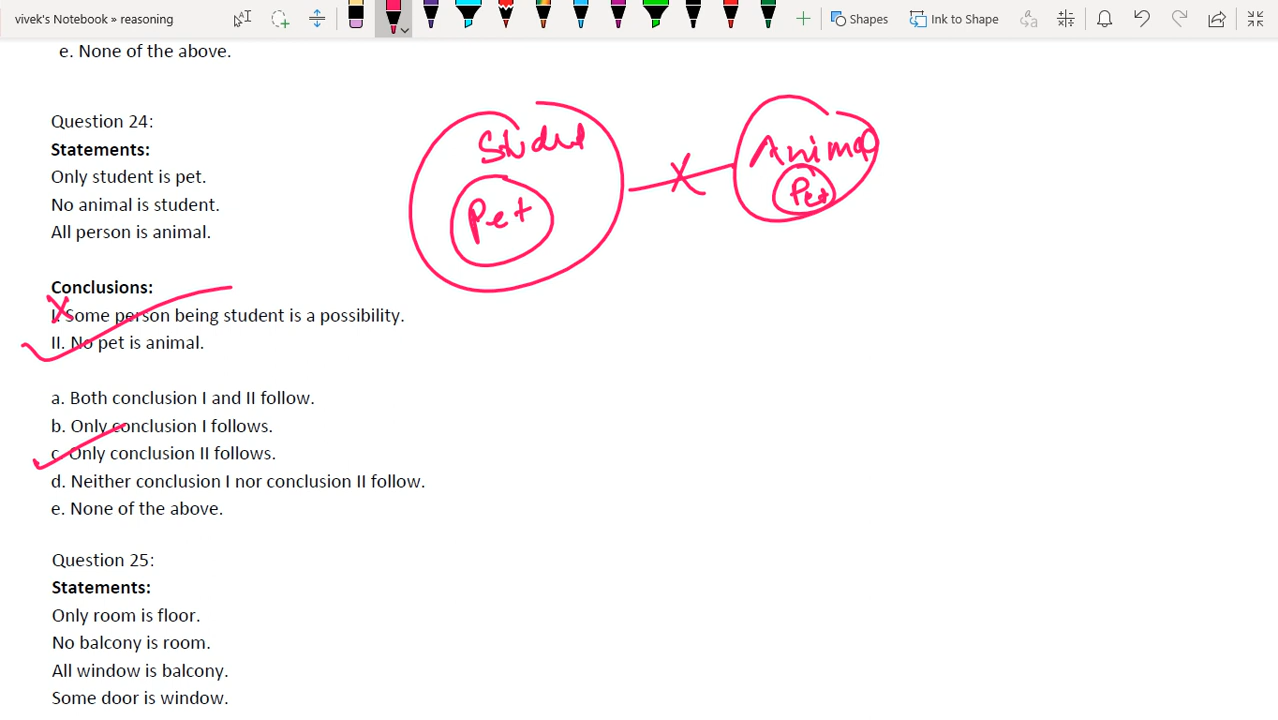 vivek's Notebook » reasoning
Shapes
Ink to Shape
e. None of the above.
Question 24:
Statements:
Only student is pet.
No animal is student.
All person is animal.
Student
Pet
Animal
Pet
Conclusions:
I. Some person being student is a possibility.
II. No pet is animal.
a. Both conclusion I and II follow.
b. Only conclusion I follows.
c. Only conclusion II follows.
d. Neither conclusion I nor conclusion II follow.
e. None of the above.
Question 25:
Statements:
Only room is floor.
No balcony is room.
All window is balcony.
Some door is window.